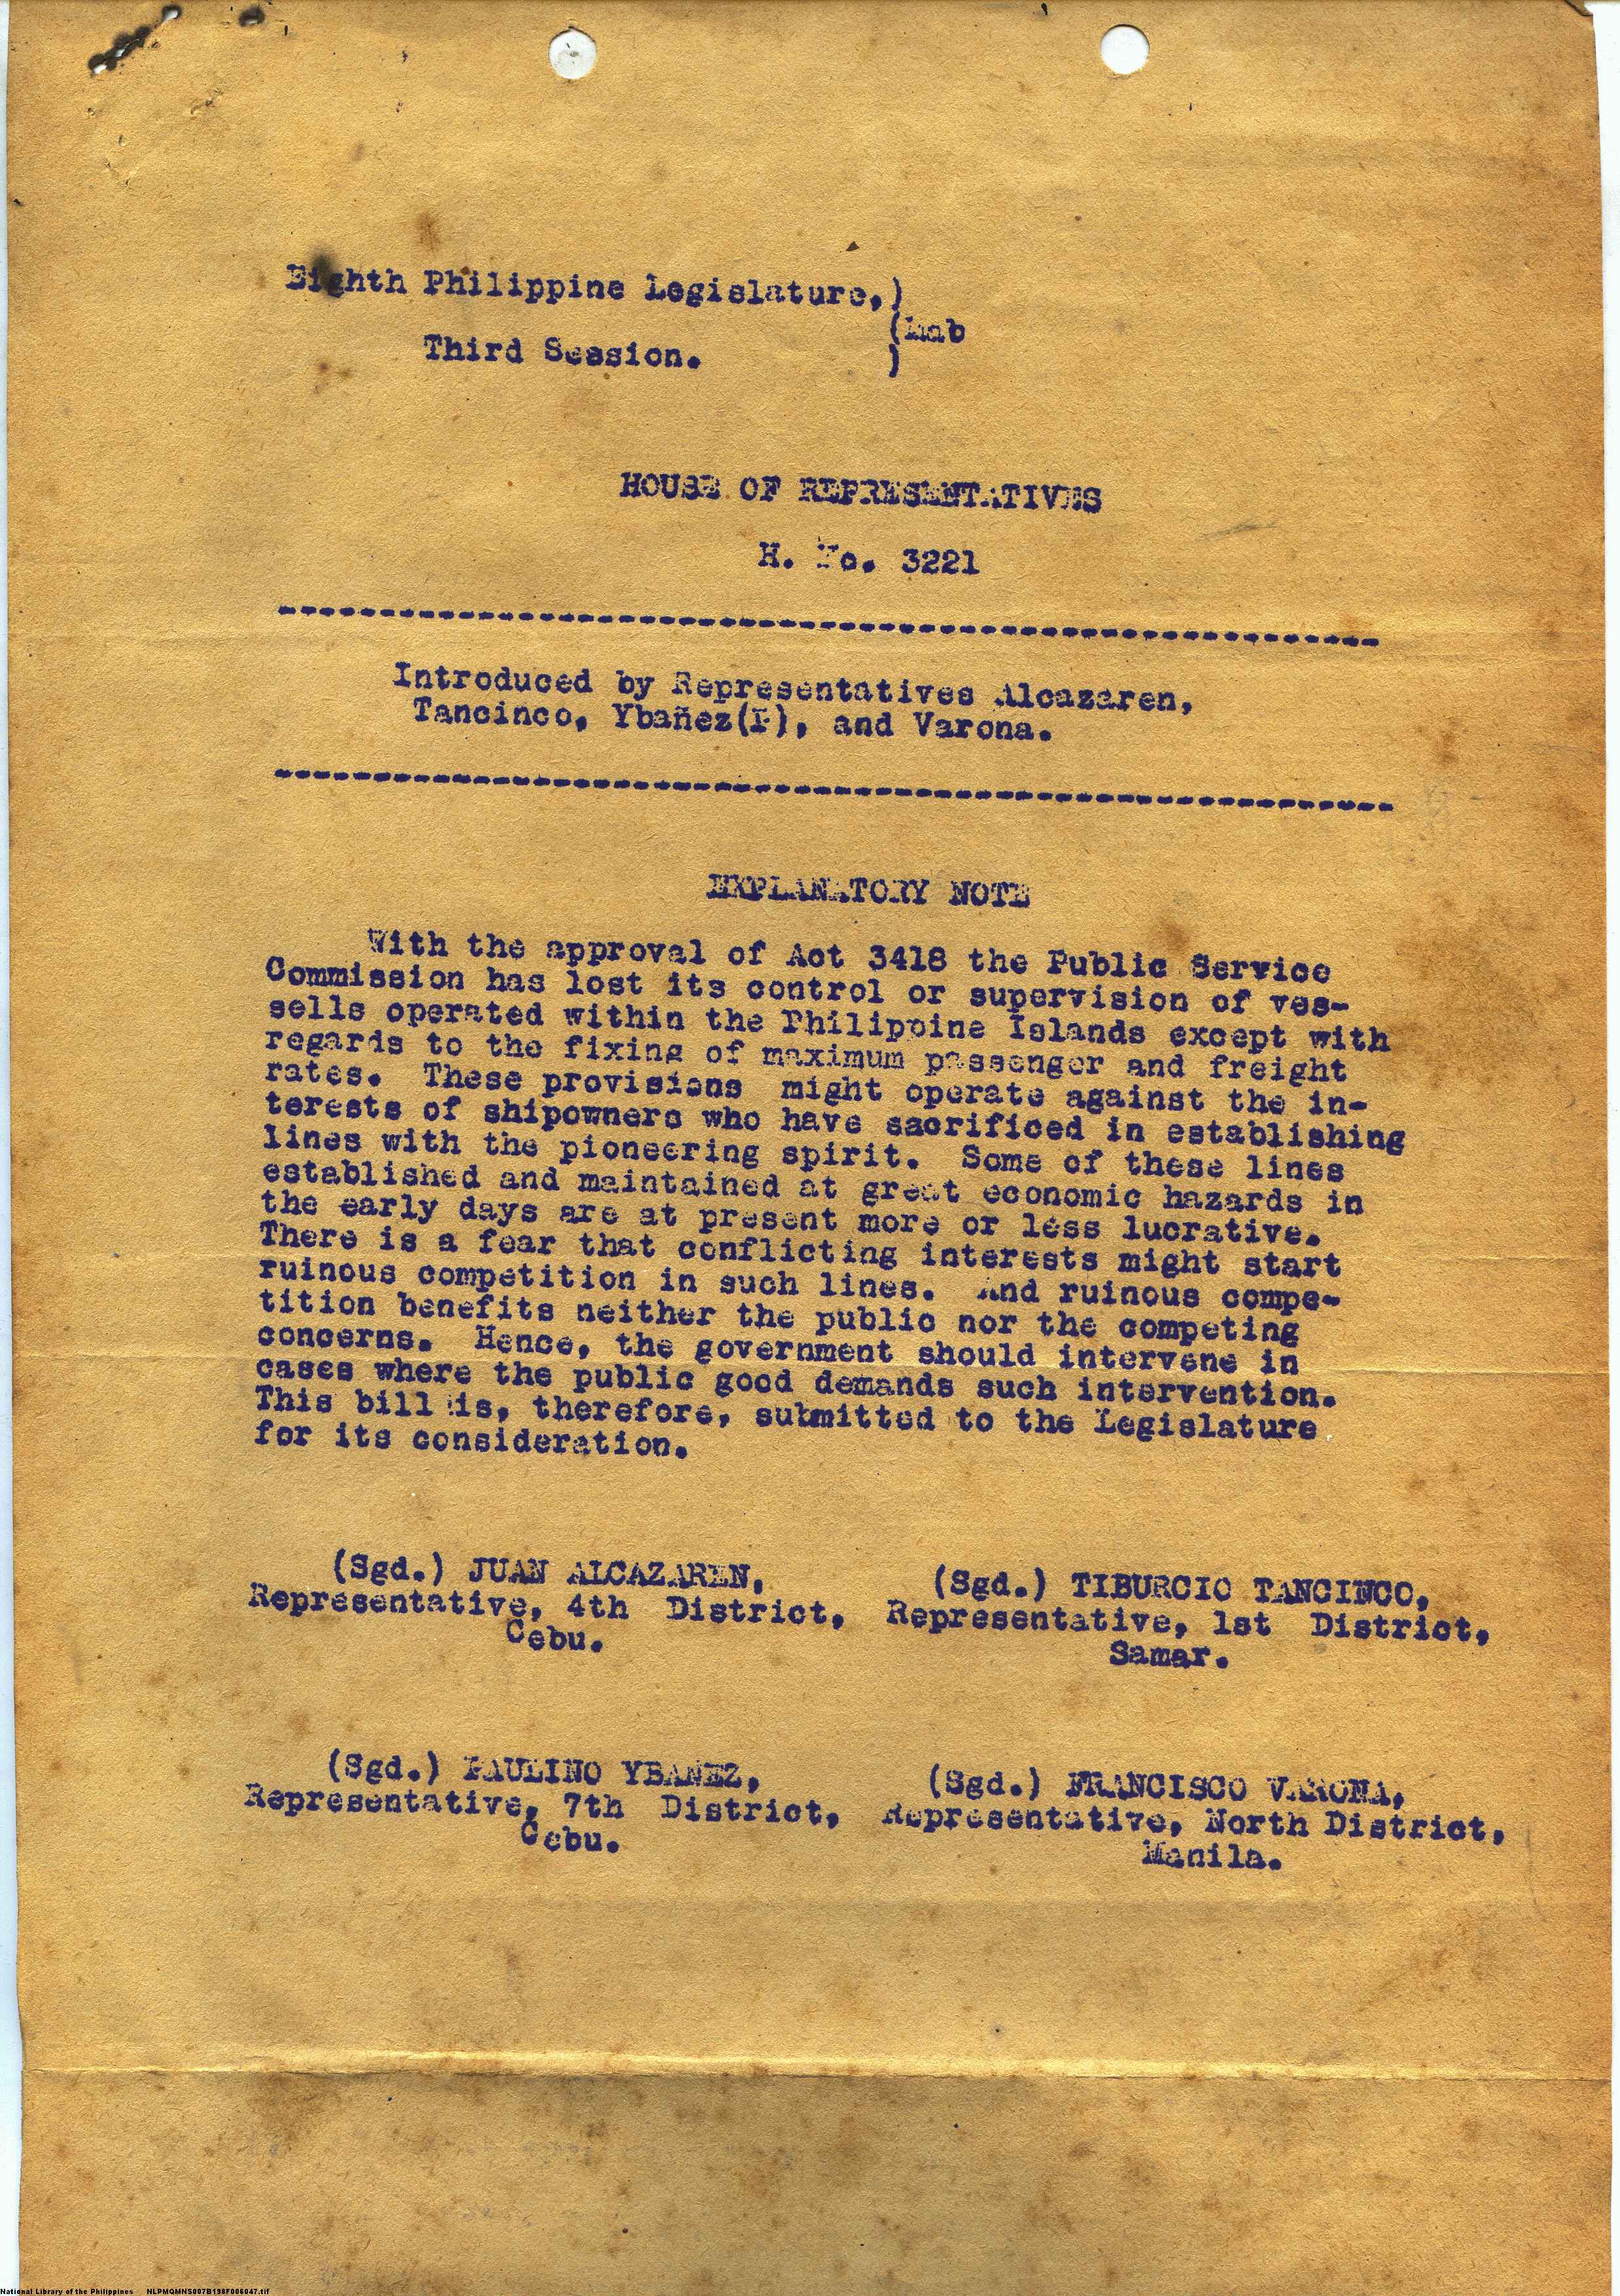 Eighth Philippine Legislature,)
(Mab
Third Session. )
HOUSE OF REPRESENTATIVES
H. No. 3221
Introduced by Representatives Alcazaren,
Tancinco, Ybañez(P), and Varona.
EXPLANATORY NOTE
With the approval of Act 3418 the Public Service
Commission has lost its control or supervision of ves-
sells operated within the Philippine Islands except with
regards to the fixing of maximum passenger and freight
rates. These provisions might operate against the in-
terests of shipowners who have sacrificed in establishing
lines with the pioneering spirit. Some of these lines
established and maintained at great economic hazards in
the early days are at present more or less lucrative.
There is a fear that conflicting interests might start
ruinous competition in such lines. And ruinous compe-
tition benefits neither the public nor the competing
concerns. Hence, the government should intervene in
cases where the public good demands such intervention.
This bill is, therefore, submitted to the Legislature
for its consideration.
(Sgd.) JUAN ALCAZAREN,
Representative, 4th District,
Cebu.
(Sgd.) TIBURCIO TANCINCO,
Representative, 1st District,
Samar.
(Sgd.) PAULINO YBANEZ,
Representative, 7th District,
Cebu.
(Sgd.) FRANCISCO VARONA,
Representative, North District,
Manila.
National Library of the Philippines NLPMQMNS007B198F006047.tif